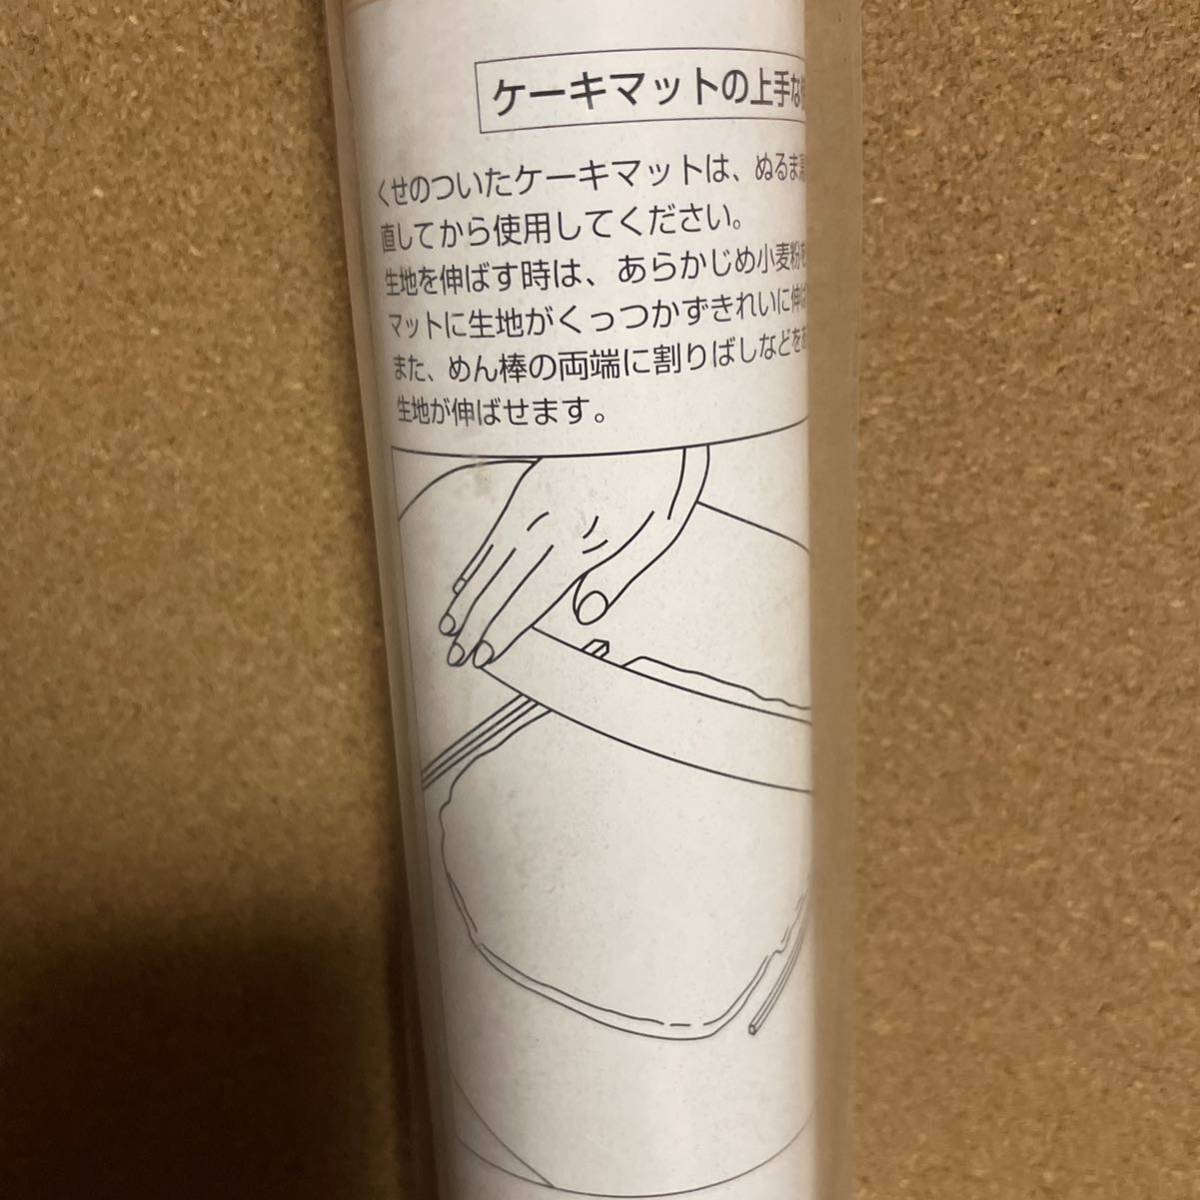 ケーキマットの上手な
くせのついたケーキマットは、ぬるま湯
直してから使用してください。
生地を伸ばす時は、あらかじめ小麦粉を
マットに生地がくっつかずきれいに伸ば
また、めん棒の両端に割りばしなどをあ
生地が伸ばせます。